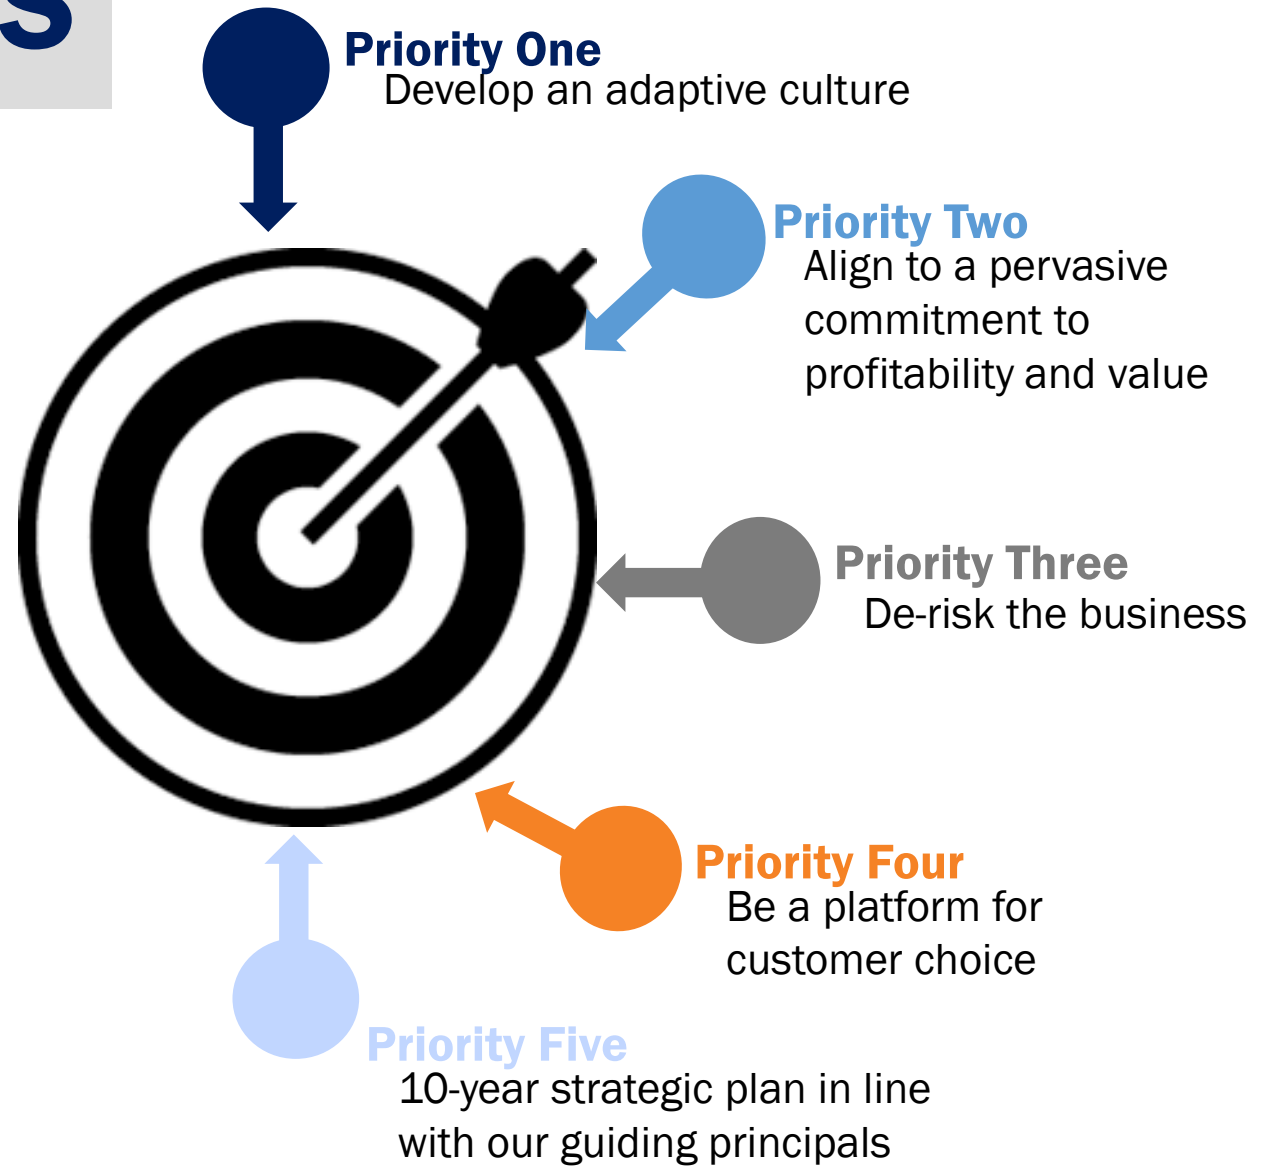 s
Priority One
Develop an adaptive culture
Priority Two
Align to a pervasive
commitment to
profitability and value
Priority Three
De-risk the business
Priority Four
Be a platform for
customer choice
Priority Five
10-year strategic plan in line
with our guiding principals